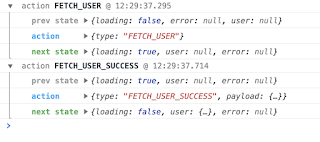 ▼ action FETCH_USER @ 12:29:37.295
prev state ▶ {loading: false, error: null, user: null}
action ▶ {type: "FETCH_USER"}
next state ▶ {loading: true, user: null, error: null}
▼ action FETCH_USER_SUCCESS @ 12:29:37.714
prev state ▶ {loading: true, user: null, error: null}
action ▶ {type: "FETCH_USER_SUCCESS", payload: {…}}
next state ▶ {loading: false, user: {…}, error: null}
>